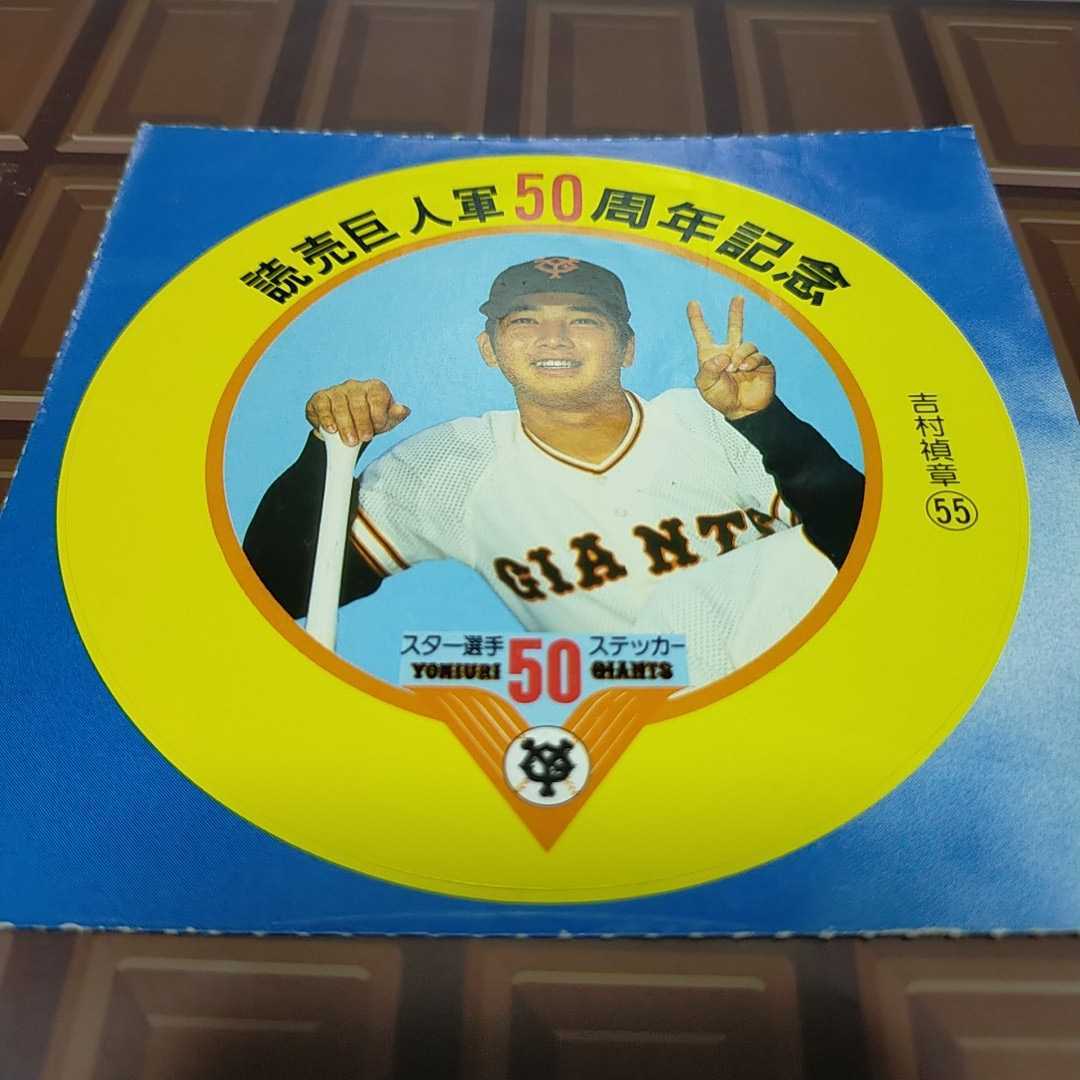 読売巨人軍50周年記念
吉村禎章 55
GIANTS
スター選手 50 ステッカー
YOMIURI GIANTS